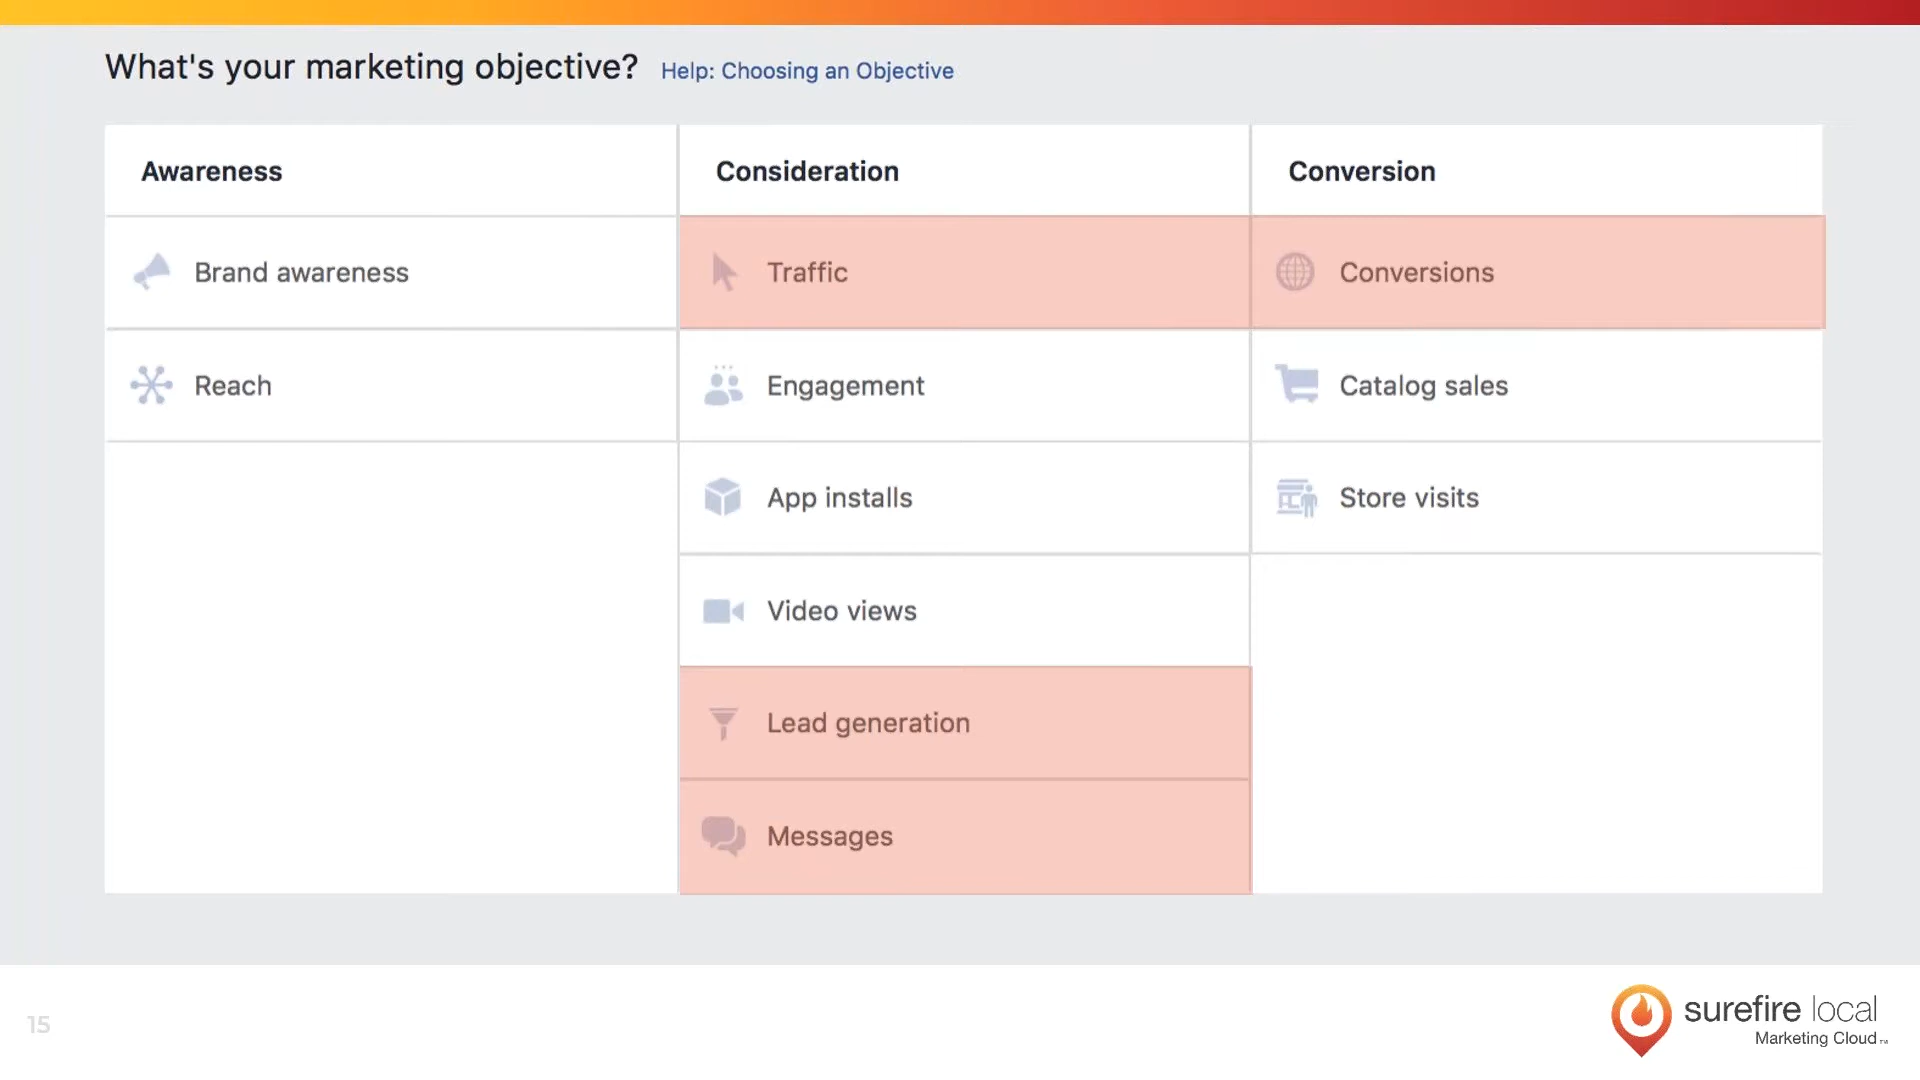 What's your marketing objective? Help: Choosing an Objective
Awareness
Consideration
Conversion
Brand awareness
Traffic
Conversions
Reach
Engagement
Catalog sales
App installs
Store visits
Video views
Lead generation
Messages
15
surefire local
Marketing Cloud™